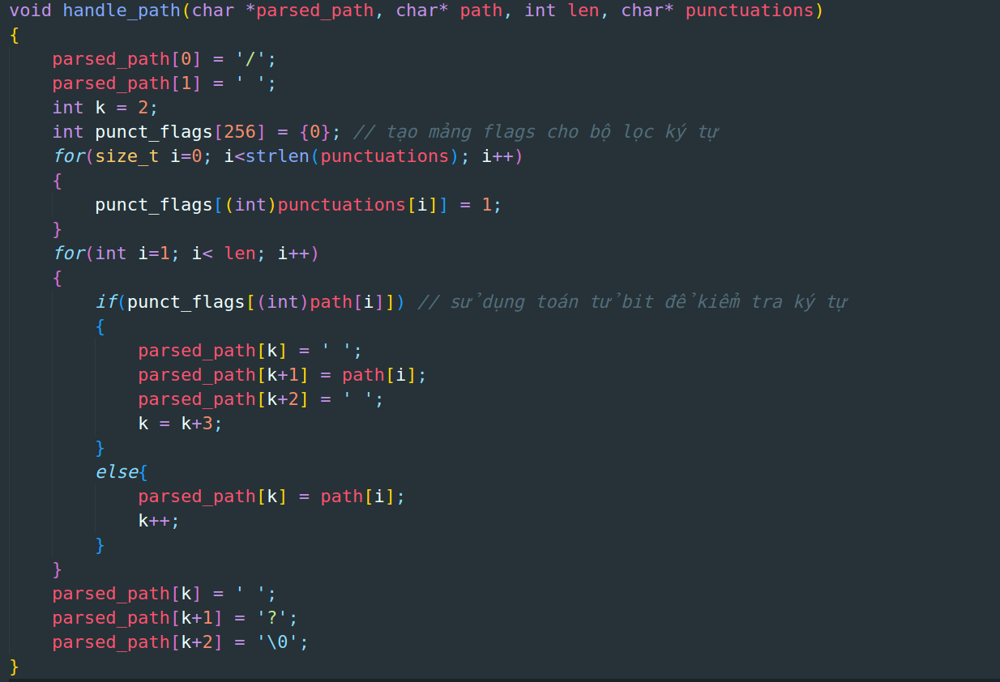 void handle_path(char *parsed_path, char* path, int len, char* punctuations)
{
    parsed_path[0] = '/';
    parsed_path[1] = ' ';
    int k = 2;
    int punct_flags[256] = {0}; // tạo mảng flags cho bộ lọc ký tự
    for(size_t i=0; i<strlen(punctuations); i++)
    {
        punct_flags[(int)punctuations[i]] = 1;
    }
    for(int i=1; i< len; i++)
    {
        if(punct_flags[(int)path[i]]) // sử dụng toán tử bit để kiểm tra ký tự
        {
            parsed_path[k] = ' ';
            parsed_path[k+1] = path[i];
            parsed_path[k+2] = ' ';
            k = k+3;
        }
        else{
            parsed_path[k] = path[i];
            k++;
        }
    }
    parsed_path[k] = ' ';
    parsed_path[k+1] = '?';
    parsed_path[k+2] = '\0';
}